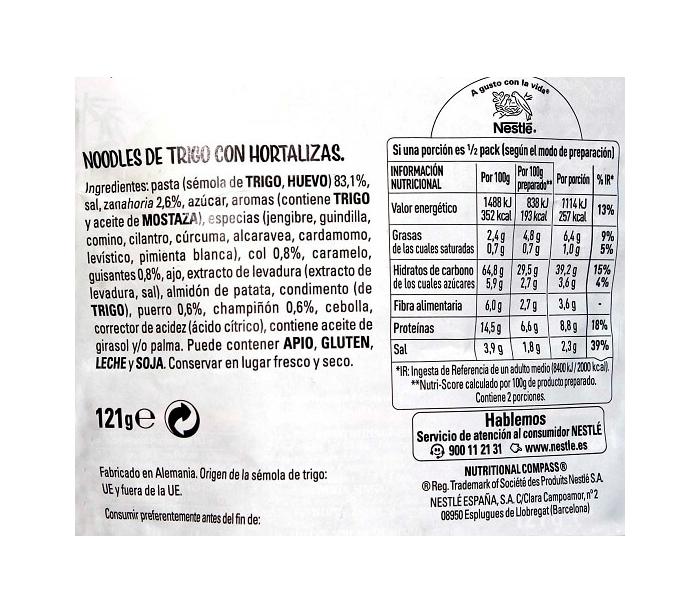 A gusto con la vida®
Nestlé.
NOODLES DE TRIGO CON HORTALIZAS.
Ingredientes: pasta (sémola de TRIGO, HUEVO) 83,1%,
sal, zanahoria 2,6%, azúcar, aromas (contiene TRIGO
y aceite de MOSTAZA), especias (jengibre, guindilla,
comino, cilantro, cúrcuma, alcaravea, cardamomo,
levístico, pimienta blanca), col 0,8%, caramelo,
guisantes 0,8%, ajo, extracto de levadura (extracto de
levadura, sal), almidón de patata, condimento (de
TRIGO), puerro 0,6%, champiñón 0,6%, cebolla,
corrector de acidez (ácido cítrico), contiene aceite de
girasol y/o palma. Puede contener APIO, GLUTEN,
LECHE y SOJA. Conservar en lugar fresco y seco.
121g e
Fabricado en Alemania. Origen de la sémola de trigo:
UE y fuera de la UE.
Consumir preferentemente antes del fin de:
Si una porción es 1/2 pack (según el modo de preparación)
INFORMACIÓN NUTRICIONAL Por 100g Por 100g preparado** Por porción % IR*
Valor energético 1488 kJ 838 kJ 1114 kJ 13%
352 kcal 193 kcal 257 kcal
Grasas 2,4 g 4,8 g 6,4 g 9%
de las cuales saturadas 0,7 g 0,7 g 1,0 g 5%
Hidratos de carbono 64,8 g 29,5 g 39,2 g 15%
de los cuales azúcares 5,9 g 2,7 g 3,6 g 4%
Fibra alimentaria 6,0 g 2,7 g 3,6 g -
Proteínas 14,5 g 6,6 g 8,8 g 18%
Sal 3,9 g 1,8 g 2,3 g 39%
*IR: Ingesta de Referencia de un adulto medio (8400 kJ / 2000 kcal).
**Nutri-Score calculado por 100g de producto preparado.
Contiene 2 porciones.
Hablemos
Servicio de atención al consumidor NESTLÉ
900 11 21 31 www.nestle.es
NUTRITIONAL COMPASS®
® Reg. Trademark of Société des Produits Nestlé S.A.
NESTLÉ ESPAÑA, S.A. C/Clara Campoamor, nº 2
08950 Esplugues de Llobregat (Barcelona)